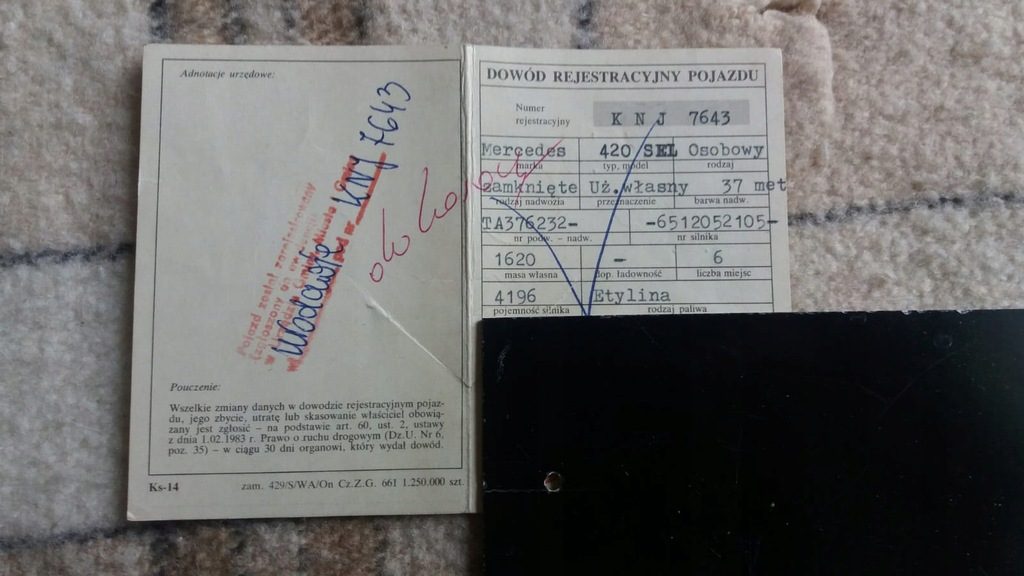 Adnotacje urzędowe:
Pojazd został
KNJ 7643
Pouczenie:
Wszelkie zmiany danych w dowodzie rejestracyjnym pojaz-
du, jego zbycie, utratę lub skasowanie właściciel obowią-
zany jest zgłosić – na podstawie art. 60, ust. 2, ustawy
z dnia 1.02.1983 r. Prawo o ruchu drogowym (Dz.U. Nr 6,
poz. 35) – w ciągu 30 dni organowi, który wydał dowód.
Ks-14 zam. 429/S/WA/On Cz.Z.G. 661 1.250.000 szt.
DOWÓD REJESTRACYJNY POJAZDU
Numer
rejestracyjny K N J 7643
Mercedes 420 SEL Osobowy
marka typ, model rodzaj
zamknięte Uż.własny 37 met
rodzaj nadwozia przeznaczenie barwa nadw.
TA376232- -6512052105-
nr podw. – nadw. nr silnika
1620 - 6
masa własna dop. ładowność liczba miejsc
4196 Etylina
pojemność silnika rodzaj paliwa